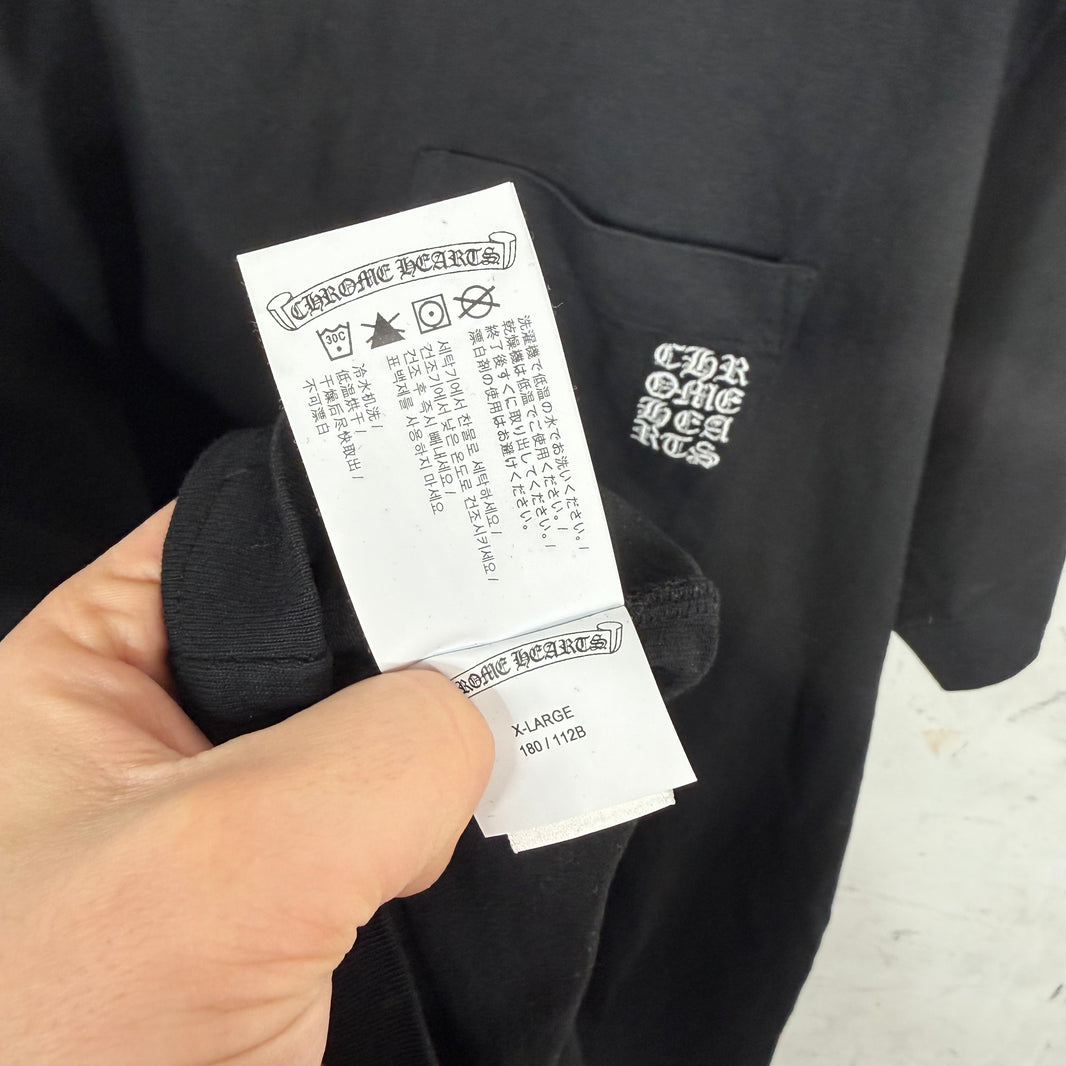 CHROME HEARTS
30C
洗濯機で低温の水でお洗いください。/
乾燥機は低温でご使用ください。/
終了後すぐに取り出してください。/
漂白剤の使用はお避けください。
세탁기에서 찬물로 세탁하세요 /
건조기에서 낮은 온도로 건조시키세요 /
건조 후 즉시 빼내세요 /
표백제를 사용하지 마세요
冷水机洗 /
低温烘干 /
干燥后尽快取出 /
不可漂白
ROME HEARTS
X-LARGE
180 / 112B
CHR
OME
HEA
RTS